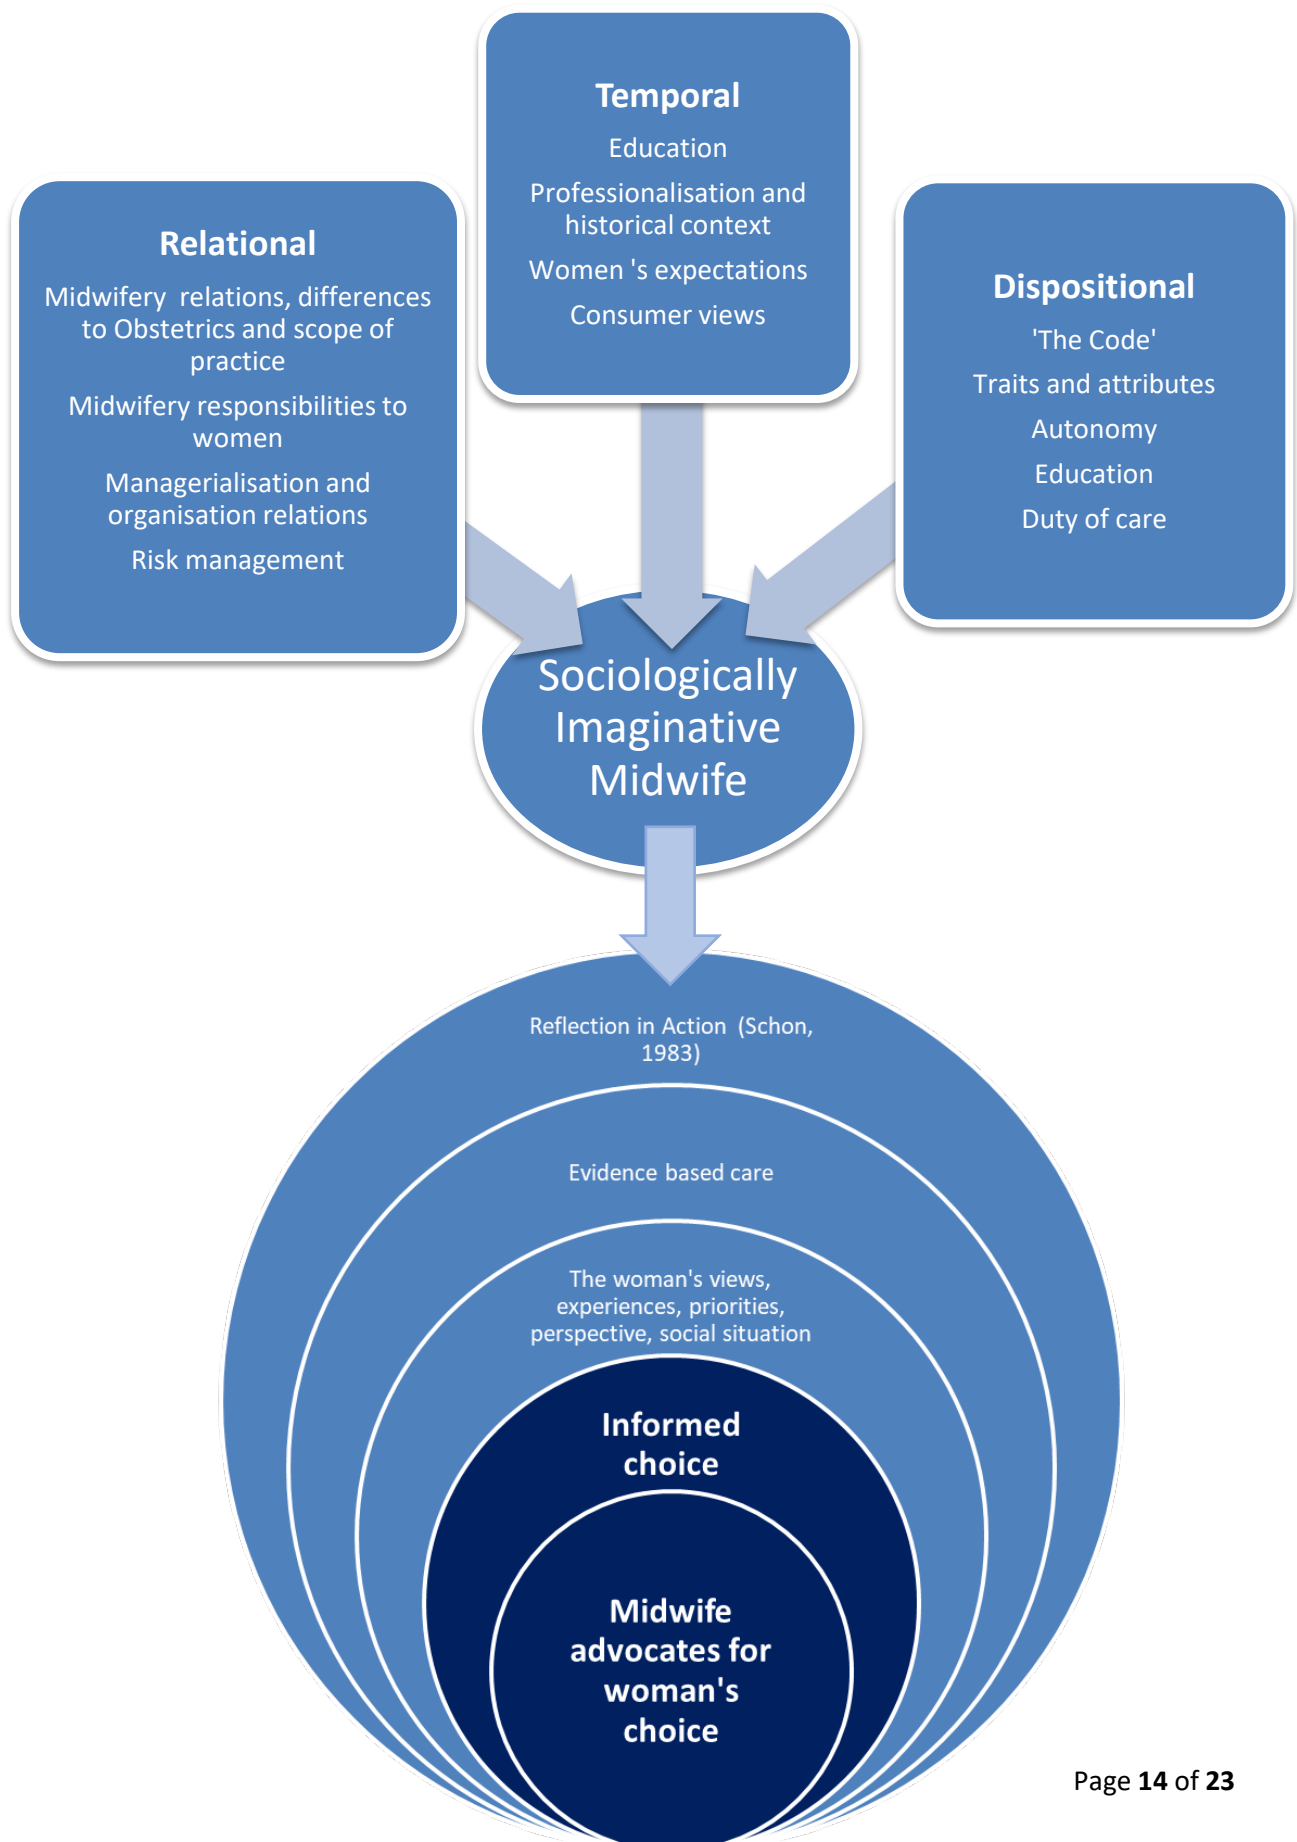 Temporal
Education
Professionalisation and
historical context
Women 's expectations
Consumer views
Relational
Midwifery  relations, differences
to Obstetrics and scope of
practice
Midwifery responsibilities to
women
Managerialisation and
organisation relations
Risk management
Dispositional
'The Code'
Traits and attributes
Autonomy
Education
Duty of care
Sociologically
Imaginative
Midwife
Reflection in Action  (Schon,
1983)
Evidence based care
The woman's views,
experiences, priorities,
perspective, social situation
Informed
choice
Midwife
advocates for
woman's
choice
Page 14 of 23